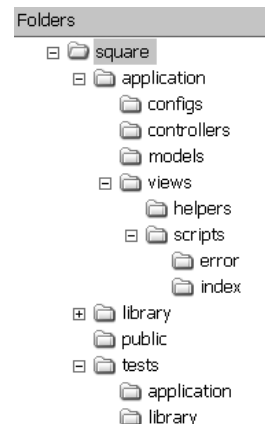 Folders
square
application
configs
controllers
models
views
helpers
scripts
error
index
library
public
tests
application
library